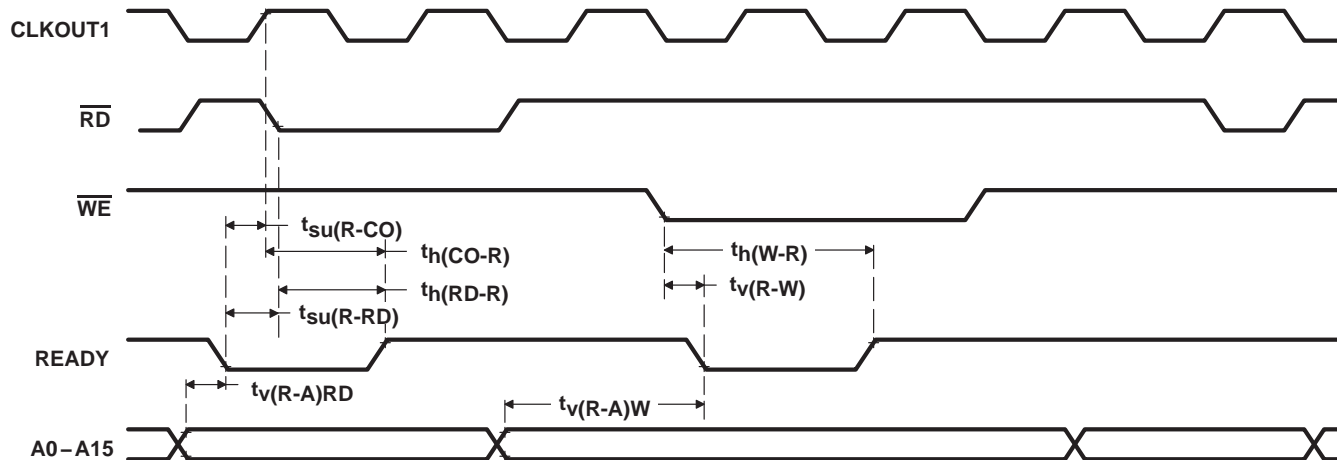 CLKOUT1
RD
WE
tsu(R-CO)
th(CO-R)
th(W-R)
tv(R-W)
th(RD-R)
tsu(R-RD)
READY
tv(R-A)RD
tv(R-A)W
A0–A15